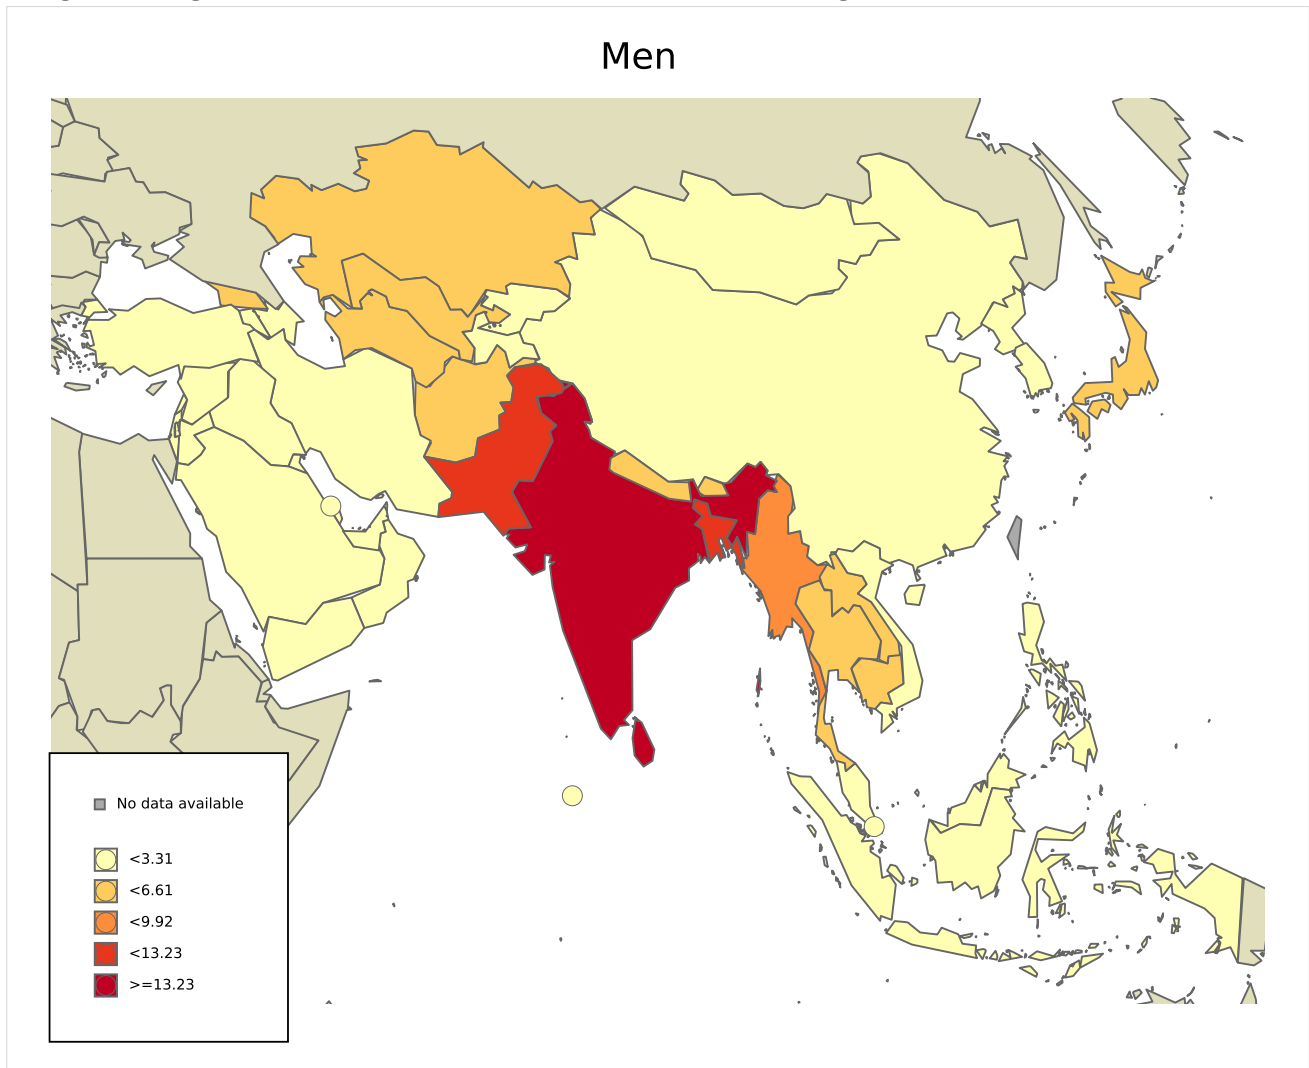 Men
No data available
<3.31
<6.61
<9.92
<13.23
>=13.23